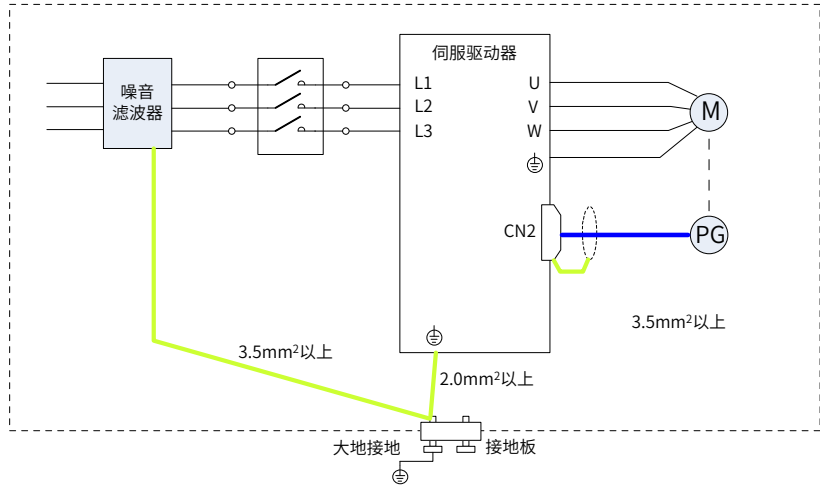 伺服驱动器
噪音
滤波器
L1
L2
L3
U
V
W
M
CN2
PG
3.5mm²以上
3.5mm²以上
2.0mm²以上
大地接地
接地板